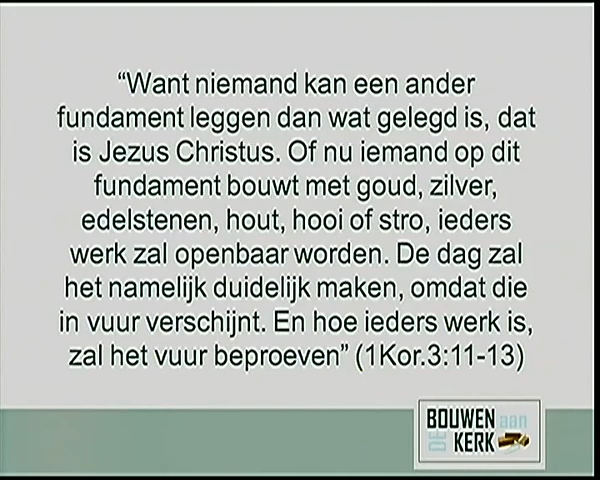 “Want niemand kan een ander
fundament leggen dan wat gelegd is, dat
is Jezus Christus. Of nu iemand op dit
fundament bouwt met goud, zilver,
edelstenen, hout, hooi of stro, ieders
werk zal openbaar worden. De dag zal
het namelijk duidelijk maken, omdat die
in vuur verschijnt. En hoe ieders werk is,
zal het vuur beproeven” (1Kor.3:11-13)
BOUWEN aan
DE KERK